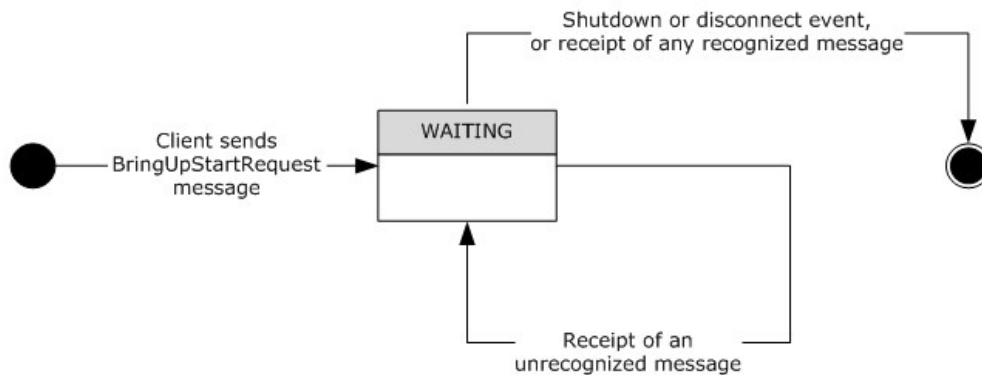 Shutdown or disconnect event,
or receipt of any recognized message
WAITING
Client sends
BringUpStartRequest
message
Receipt of an
unrecognized message